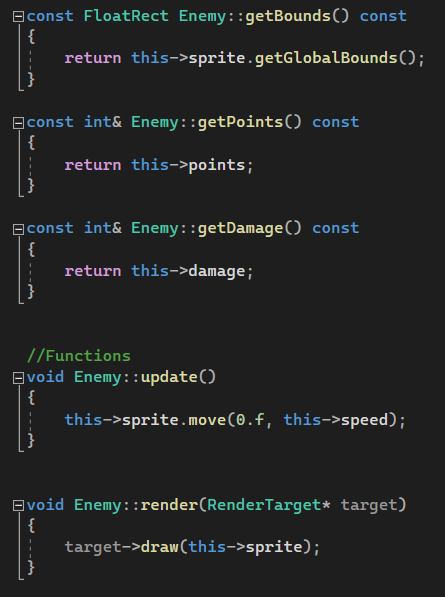 const FloatRect Enemy::getBounds() const
{
    return this->sprite.getGlobalBounds();
}
const int& Enemy::getPoints() const
{
    return this->points;
}
const int& Enemy::getDamage() const
{
    return this->damage;
}
//Functions
void Enemy::update()
{
    this->sprite.move(0.f, this->speed);
}
void Enemy::render(RenderTarget* target)
{
    target->draw(this->sprite);
}